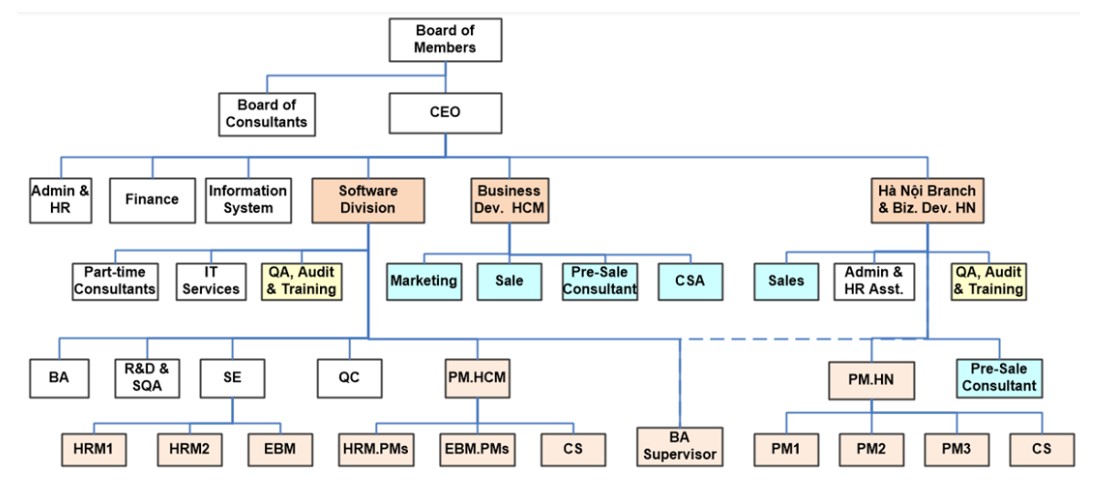 Board of
Members
Board of
Consultants
CEO
Admin &
HR
Finance
Information
System
Software
Division
Business
Dev. HCM
Hà Nội Branch
& Biz. Dev. HN
Part-time
Consultants
IT
Services
QA, Audit
& Training
Marketing
Sale
Pre-Sale
Consultant
CSA
Sales
Admin &
HR Asst.
QA, Audit
& Training
BA
R&D &
SQA
SE
QC
PM.HCM
PM.HN
Pre-Sale
Consultant
HRM1
HRM2
EBM
HRM.PMs
EBM.PMs
CS
BA
Supervisor
PM1
PM2
PM3
CS